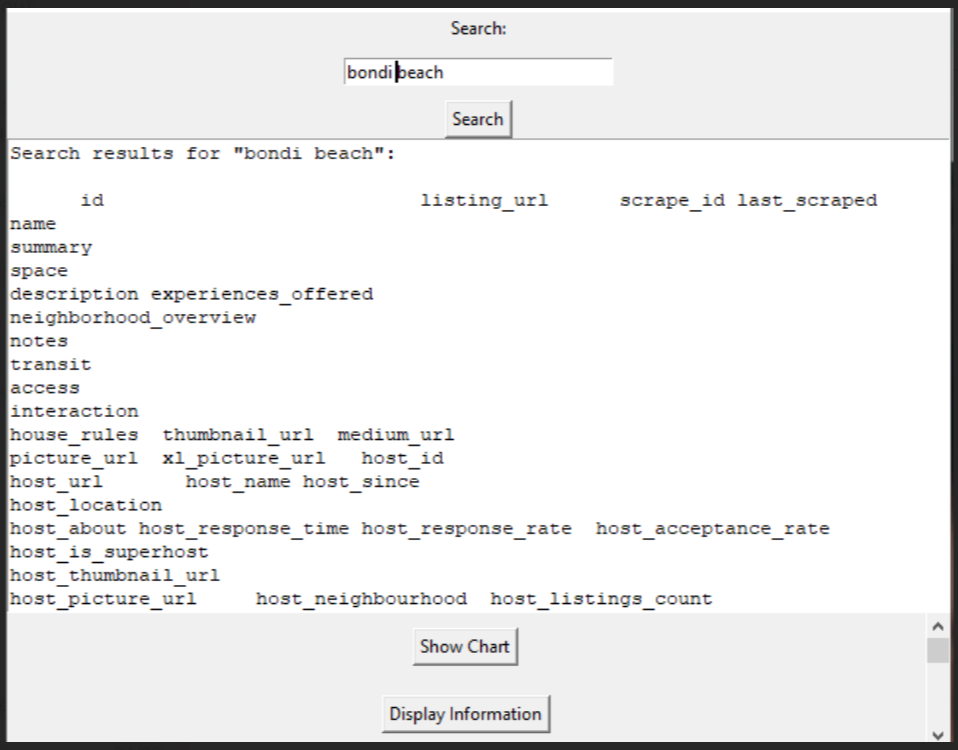 Search:
bondi beach
Search
Search results for "bondi beach":
id listing_url scrape_id last_scraped
name
summary
space
description experiences_offered
neighborhood_overview
notes
transit
access
interaction
house_rules thumbnail_url medium_url
picture_url xl_picture_url host_id
host_url host_name host_since
host_location
host_about host_response_time host_response_rate host_acceptance_rate
host_is_superhost
host_thumbnail_url
host_picture_url host_neighbourhood host_listings_count
Show Chart
Display Information